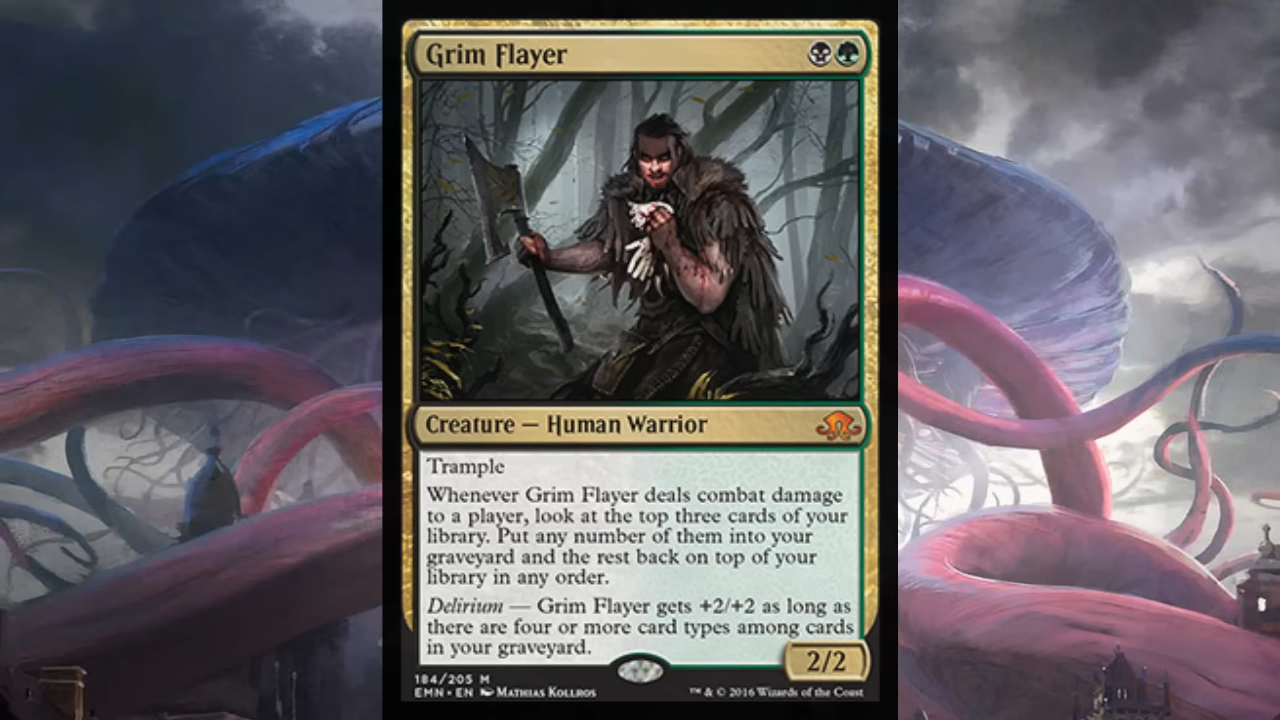 Grim Flayer
Creature — Human Warrior
Trample
Whenever Grim Flayer deals combat damage
to a player, look at the top three cards of your
library. Put any number of them into your
graveyard and the rest back on top of your
library in any order.
Delirium — Grim Flayer gets +2/+2 as long as
there are four or more card types among cards
in your graveyard.
2/2
184/205 M
EMN • EN Mathias Kollros
™ & © 2016 Wizards of the Coast